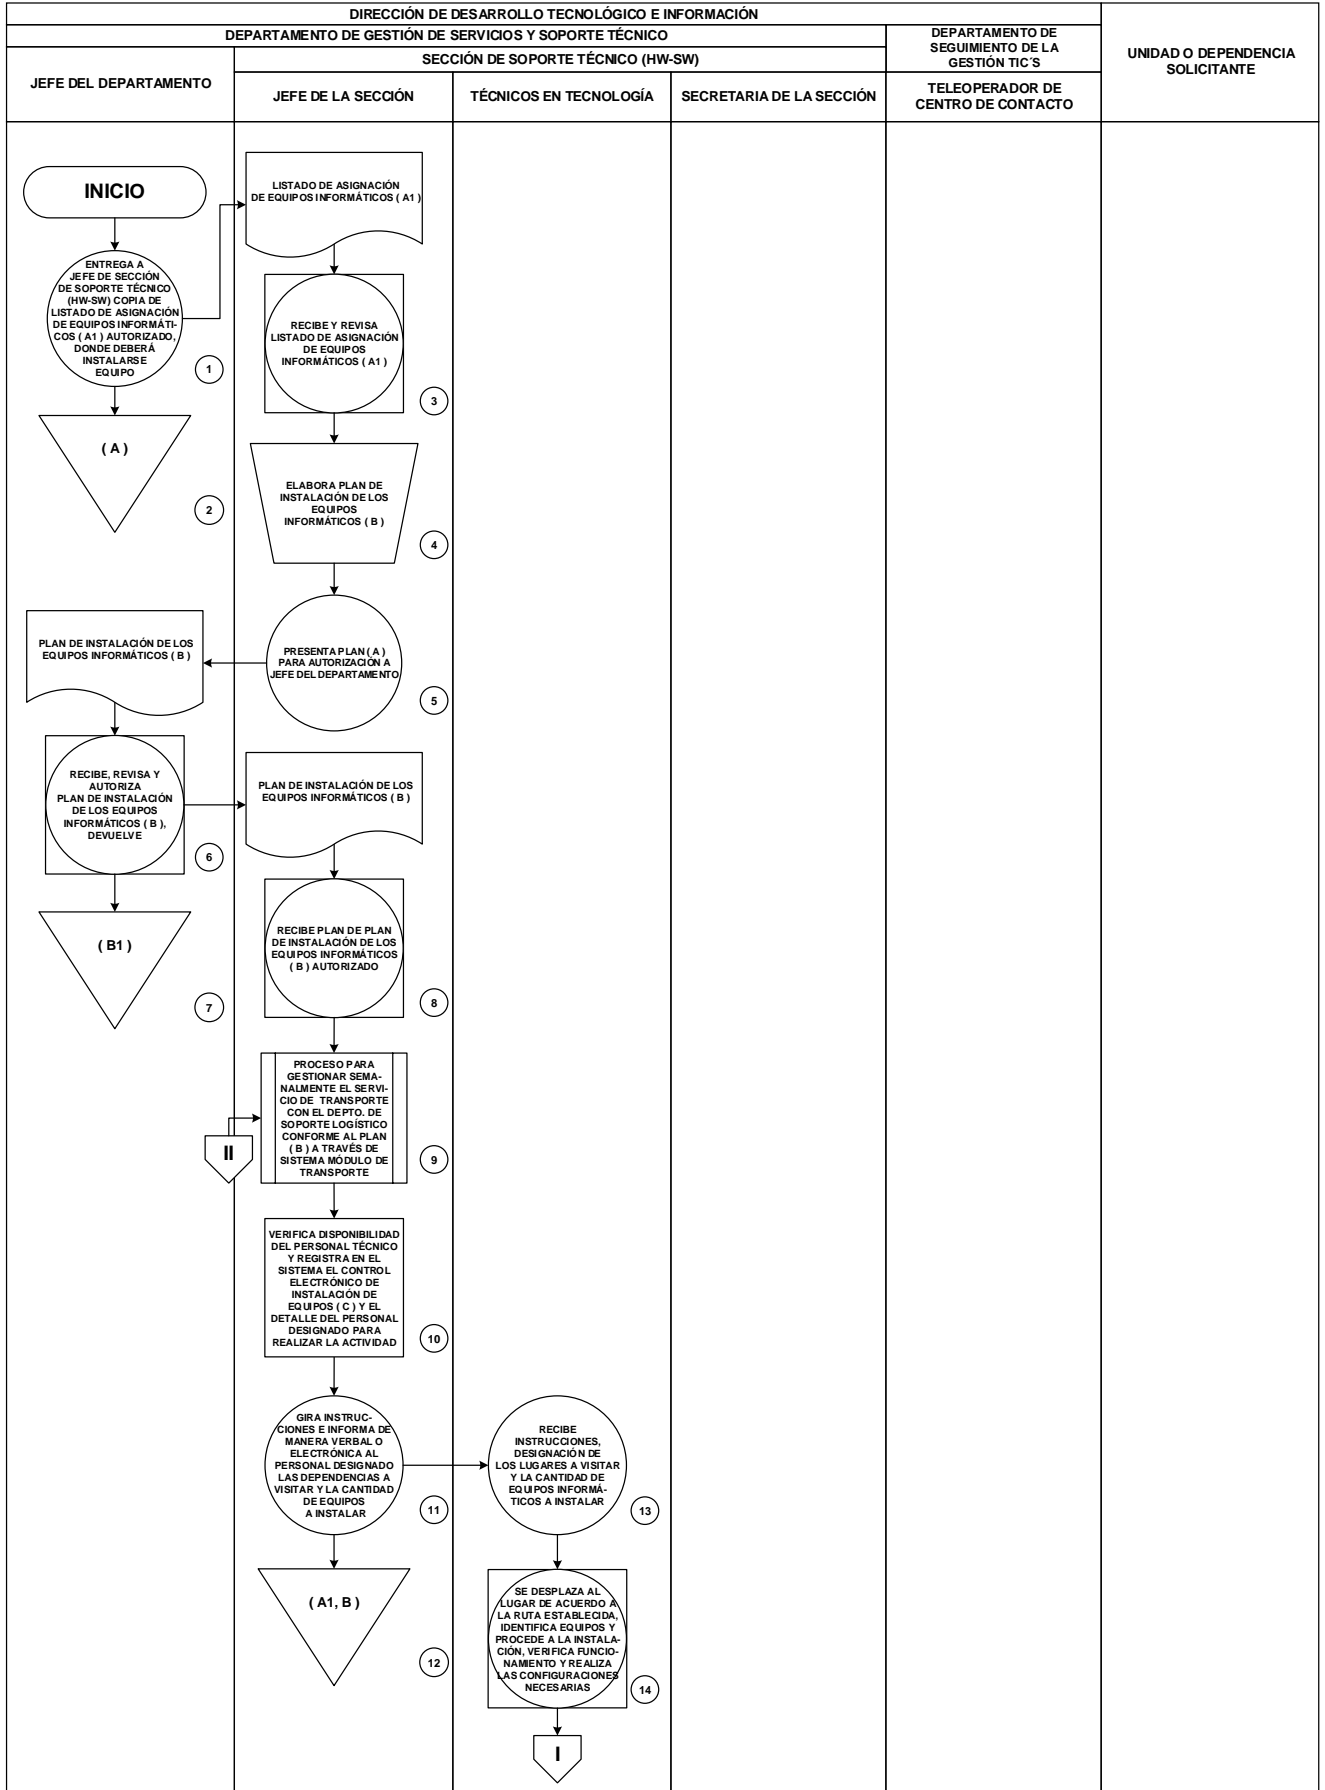 DIRECCIÓN DE DESARROLLO TECNOLÓGICO E INFORMACIÓN
DEPARTAMENTO DE GESTIÓN DE SERVICIOS Y SOPORTE TÉCNICO
DEPARTAMENTO DE
SEGUIMIENTO DE LA
GESTIÓN TIC´S
UNIDAD O DEPENDENCIA
SOLICITANTE
JEFE DEL DEPARTAMENTO
SECCIÓN DE SOPORTE TÉCNICO (HW-SW)
JEFE DE LA SECCIÓN
TÉCNICOS EN TECNOLOGÍA
SECRETARIA DE LA SECCIÓN
TELEOPERADOR DE
CENTRO DE CONTACTO
INICIO
ENTREGA A
JEFE DE SECCIÓN
DE SOPORTE TÉCNICO
(HW-SW) COPIA DE
LISTADO DE ASIGNACIÓN
DE EQUIPOS INFORMÁTI-
COS ( A1 ) AUTORIZADO,
DONDE DEBERÁ
INSTALARSE
EQUIPO
1
( A )
2
LISTADO DE ASIGNACIÓN
DE EQUIPOS INFORMÁTICOS ( A1 )
RECIBE Y REVISA
LISTADO DE ASIGNACIÓN
DE EQUIPOS
INFORMÁTICOS ( A1 )
3
ELABORA PLAN DE
INSTALACIÓN DE LOS
EQUIPOS
INFORMÁTICOS ( B )
4
PRESENTA PLAN ( A )
PARA AUTORIZACIÓN A
JEFE DEL DEPARTAMENTO
5
PLAN DE INSTALACIÓN DE LOS
EQUIPOS INFORMÁTICOS ( B )
RECIBE, REVISA Y
AUTORIZA
PLAN DE INSTALACIÓN
DE LOS EQUIPOS
INFORMÁTICOS ( B ),
DEVUELVE
6
( B1 )
7
PLAN DE INSTALACIÓN DE LOS
EQUIPOS INFORMÁTICOS ( B )
RECIBE PLAN DE PLAN
DE INSTALACIÓN DE LOS
EQUIPOS INFORMÁTICOS
( B ) AUTORIZADO
8
II
PROCESO PARA
GESTIONAR SEMA-
NALMENTE EL SERVI-
CIO DE TRANSPORTE
CON EL DEPTO. DE
SOPORTE LOGÍSTICO
CONFORME AL PLAN
( B ) A TRAVÉS DE
SISTEMA MÓDULO DE
TRANSPORTE
9
VERIFICA DISPONIBILIDAD
DEL PERSONAL TÉCNICO
Y REGISTRA EN EL
SISTEMA EL CONTROL
ELECTRÓNICO DE
INSTALACIÓN DE
EQUIPOS ( C ) Y EL
DETALLE DEL PERSONAL
DESIGNADO PARA
REALIZAR LA ACTIVIDAD
10
GIRA INSTRUC-
CIONES E INFORMA DE
MANERA VERBAL O
ELECTRÓNICA AL
PERSONAL DESIGNADO
LAS DEPENDENCIAS A
VISITAR Y LA CANTIDAD
DE EQUIPOS
A INSTALAR
11
( A1, B )
12
RECIBE
INSTRUCCIONES,
DESIGNACIÓN DE
LOS LUGARES A VISITAR
Y LA CANTIDAD DE
EQUIPOS INFORMÁ-
TICOS A INSTALAR
13
SE DESPLAZA AL
LUGAR DE ACUERDO A
LA RUTA ESTABLECIDA,
IDENTIFICA EQUIPOS Y
PROCEDE A LA INSTALA-
CIÓN, VERIFICA FUNCIO-
NAMIENTO Y REALIZA
LAS CONFIGURACIONES
NECESARIAS
14
I